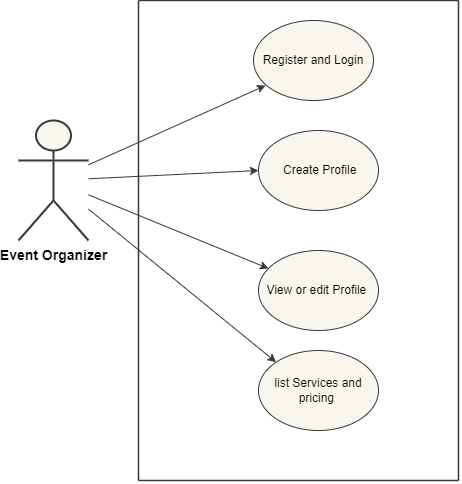 Register and Login
Create Profile
Event Organizer
View or edit Profile
list Services and
pricing